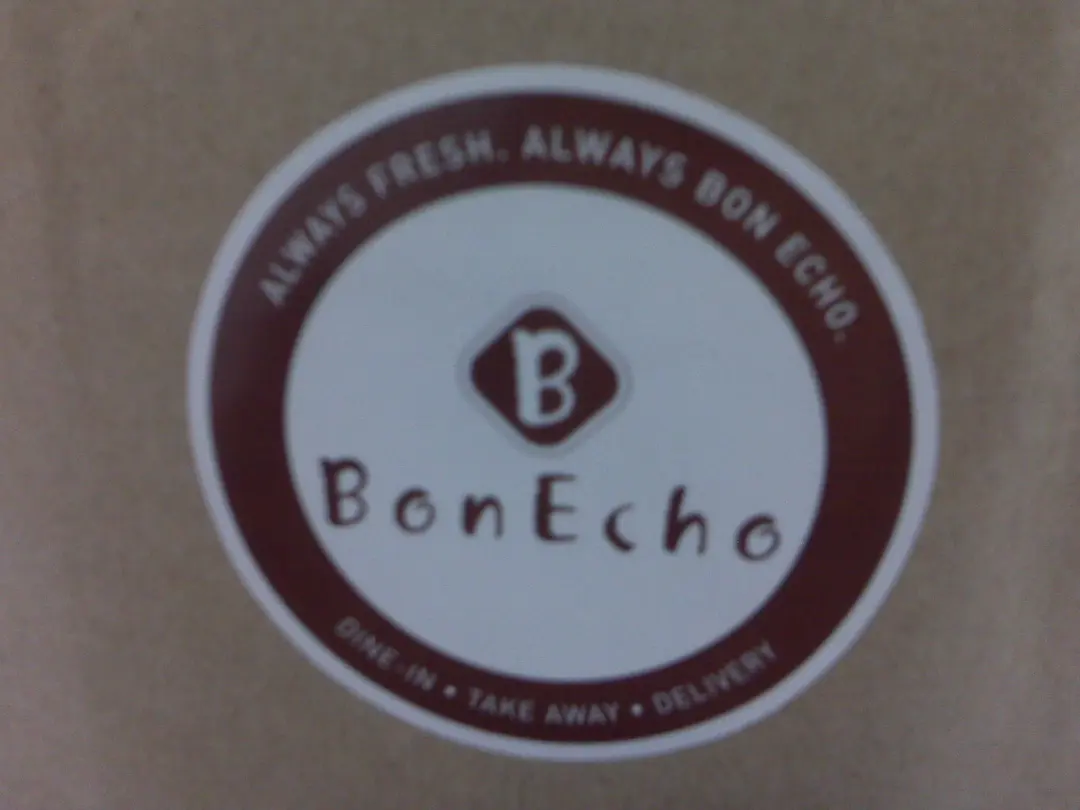 ALWAYS FRESH. ALWAYS BON ECHO.
B
BonEcho
DINE-IN • TAKE AWAY • DELIVERY